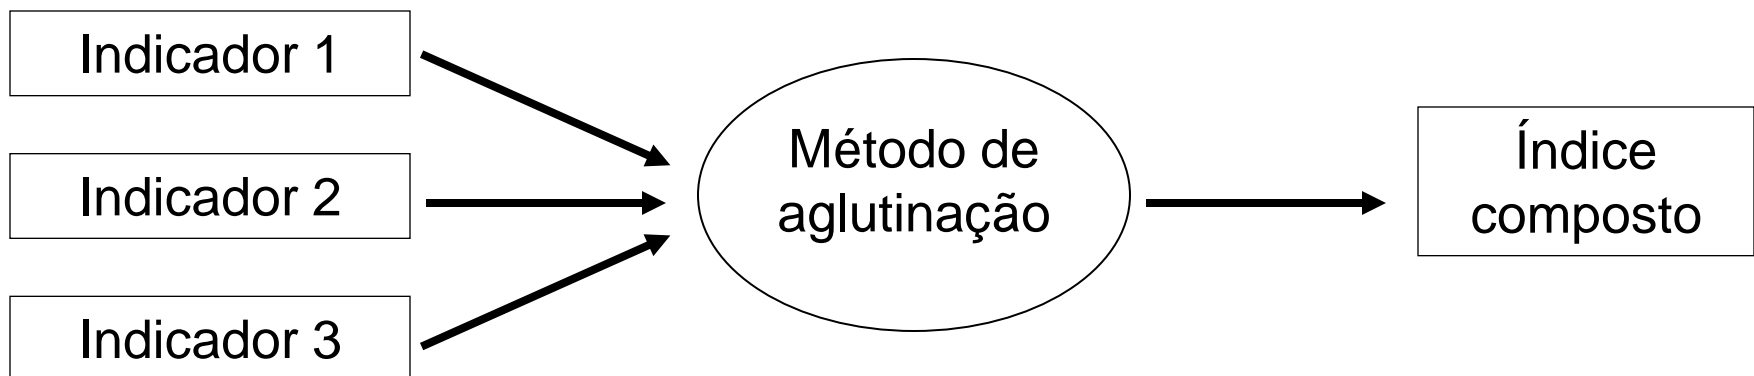 Indicador 1
Indicador 2
Indicador 3
Método de
aglutinação
Índice
composto